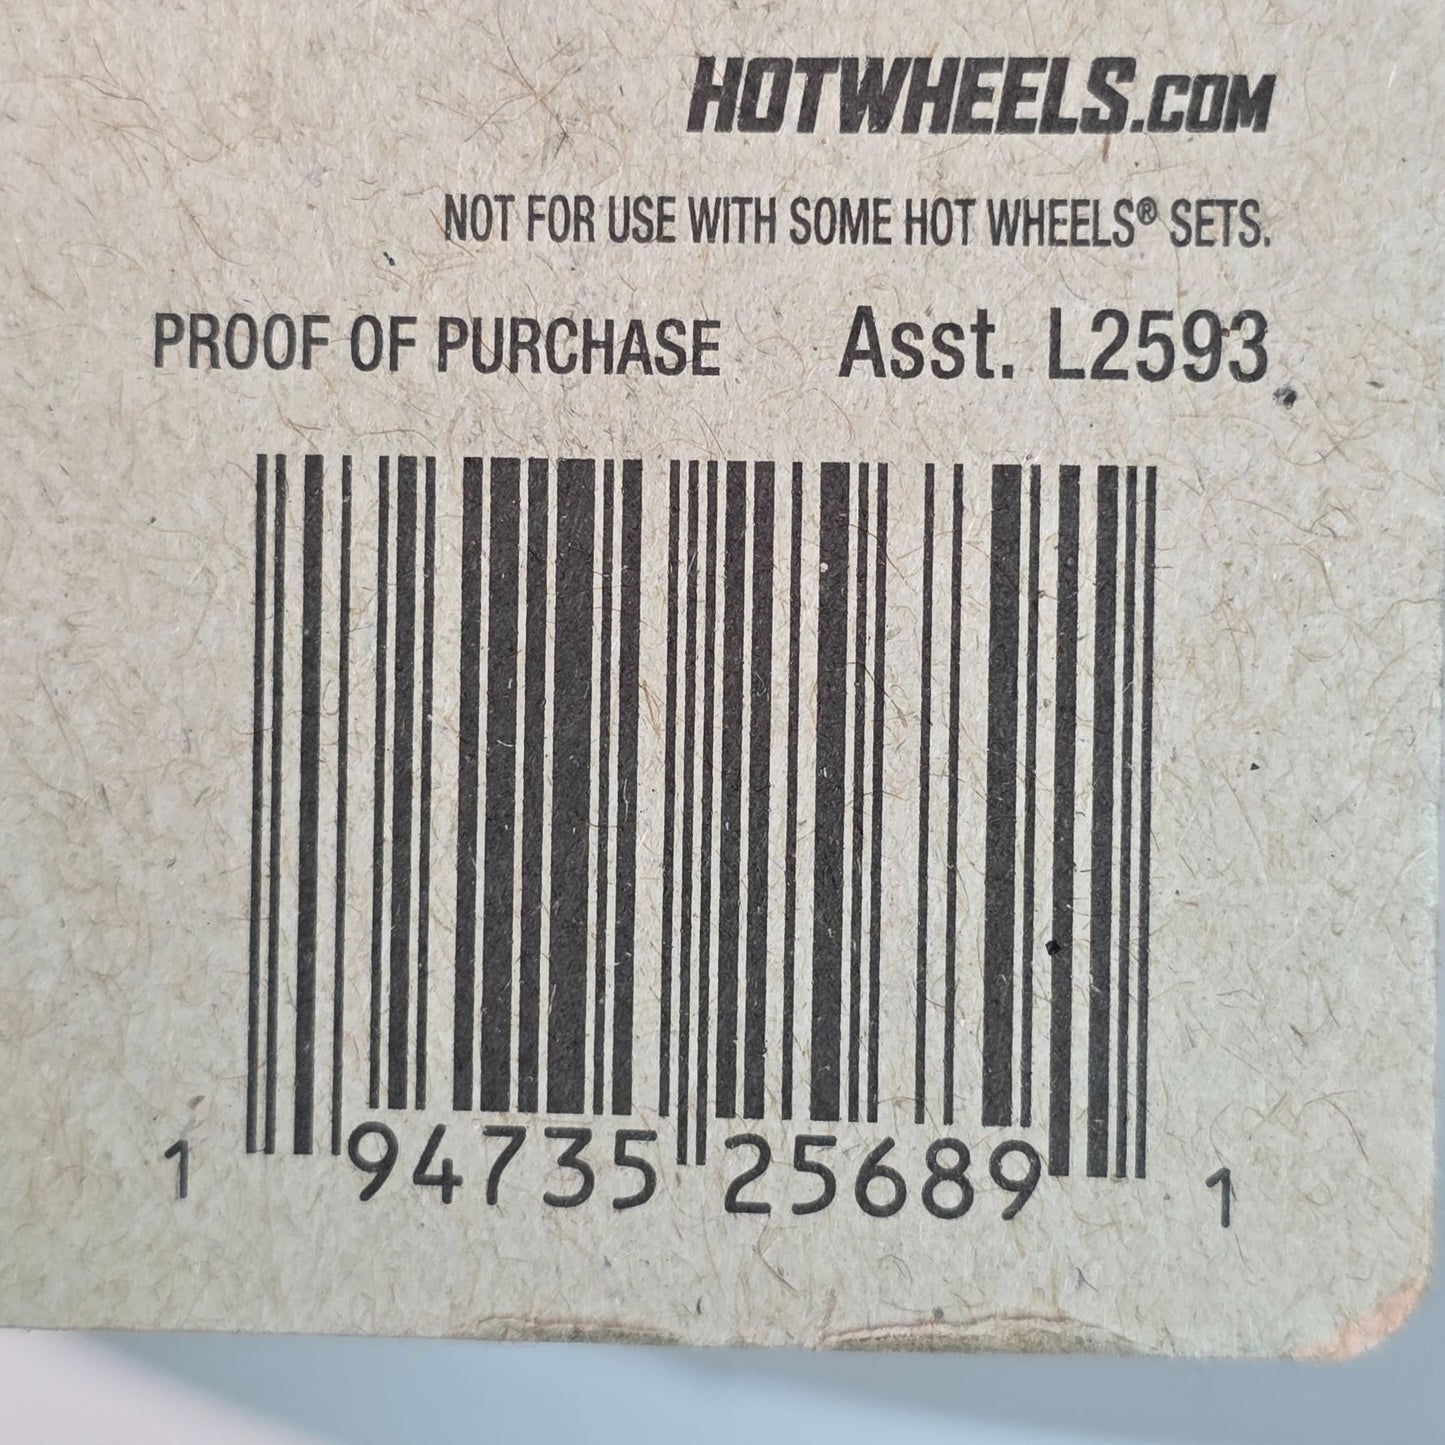 HOTWHEELS.COM
NOT FOR USE WITH SOME HOT WHEELS® SETS.
PROOF OF PURCHASE Asst. L2593
1 94735 25689 1